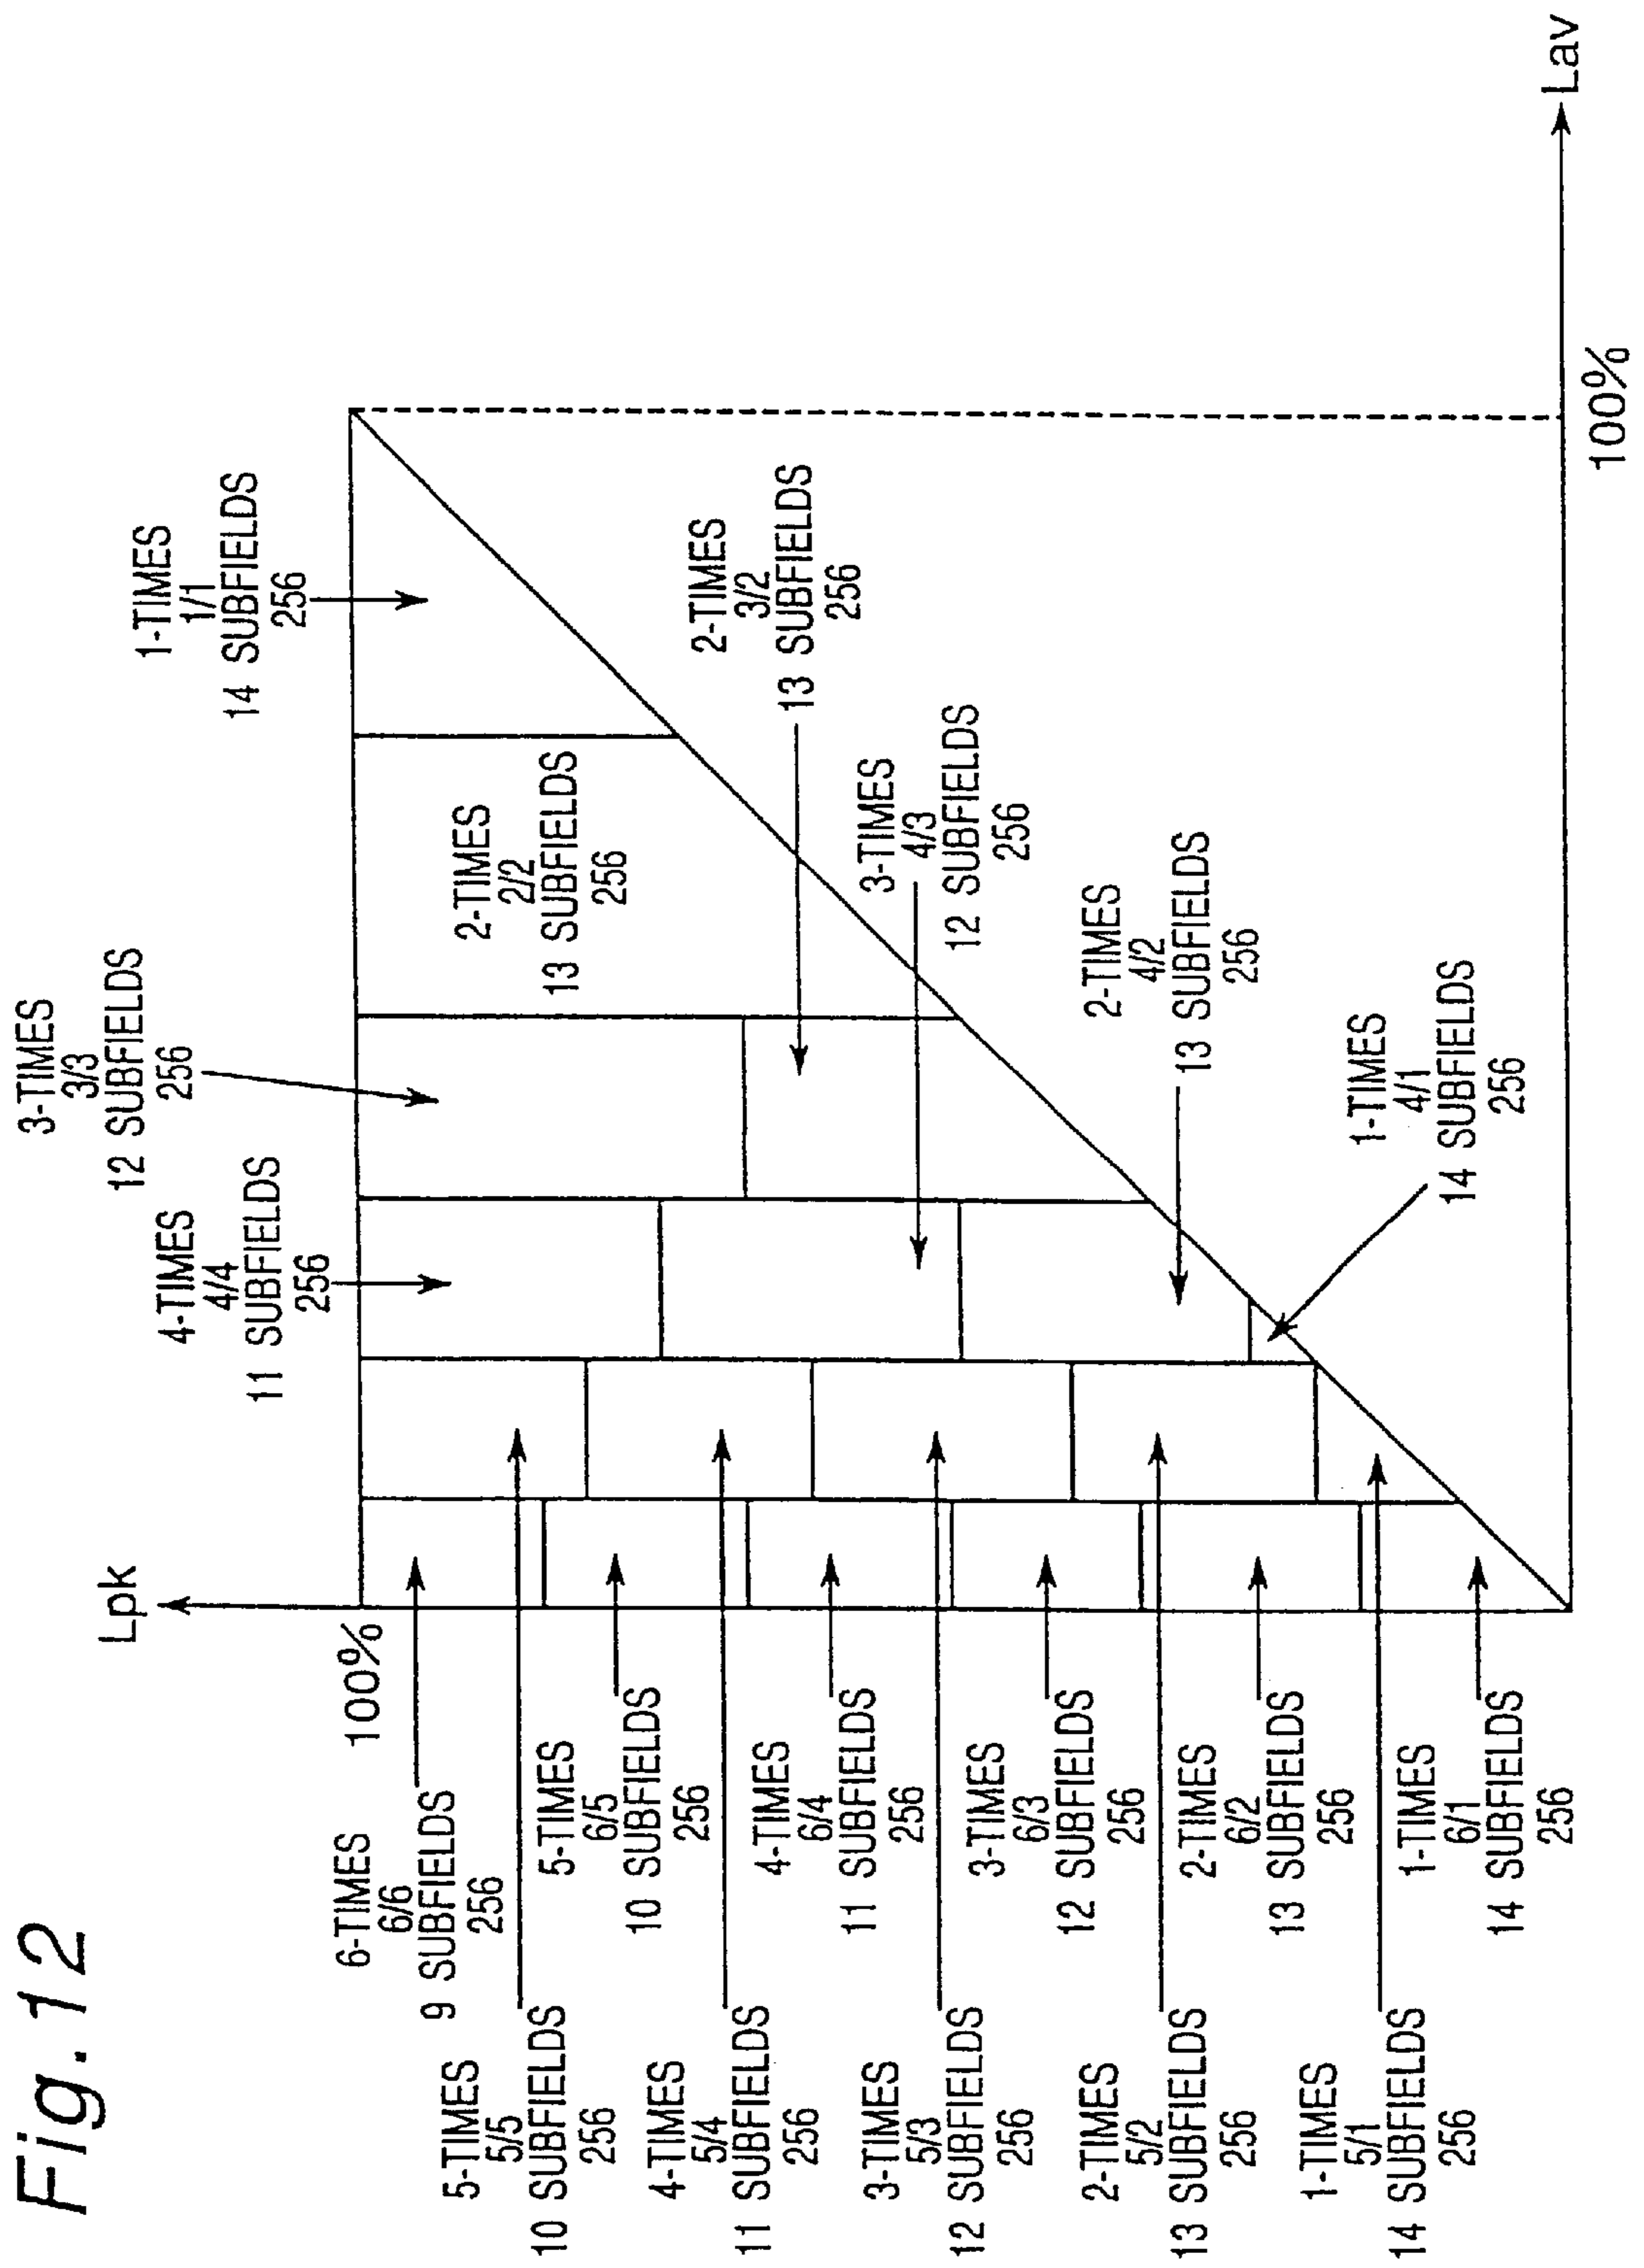 Fig.12
Lpk
100%
6-TIMES
6/6
9 SUBFIELDS
256
5-TIMES
5/5
10 SUBFIELDS
256
5-TIMES
6/5
10 SUBFIELDS
256
4-TIMES
5/4
11 SUBFIELDS
256
4-TIMES
6/4
11 SUBFIELDS
256
3-TIMES
5/3
12 SUBFIELDS
256
3-TIMES
6/3
12 SUBFIELDS
256
2-TIMES
5/2
13 SUBFIELDS
256
2-TIMES
6/2
13 SUBFIELDS
256
1-TIMES
5/1
14 SUBFIELDS
256
1-TIMES
6/1
14 SUBFIELDS
256
4-TIMES
4/4
11 SUBFIELDS
256
3-TIMES
3/3
12 SUBFIELDS
256
2-TIMES
2/2
13 SUBFIELDS
256
1-TIMES
1/1
14 SUBFIELDS
256
2-TIMES
3/2
13 SUBFIELDS
256
3-TIMES
4/3
12 SUBFIELDS
256
2-TIMES
4/2
13 SUBFIELDS
256
1-TIMES
4/1
14 SUBFIELDS
256
100%
Lav